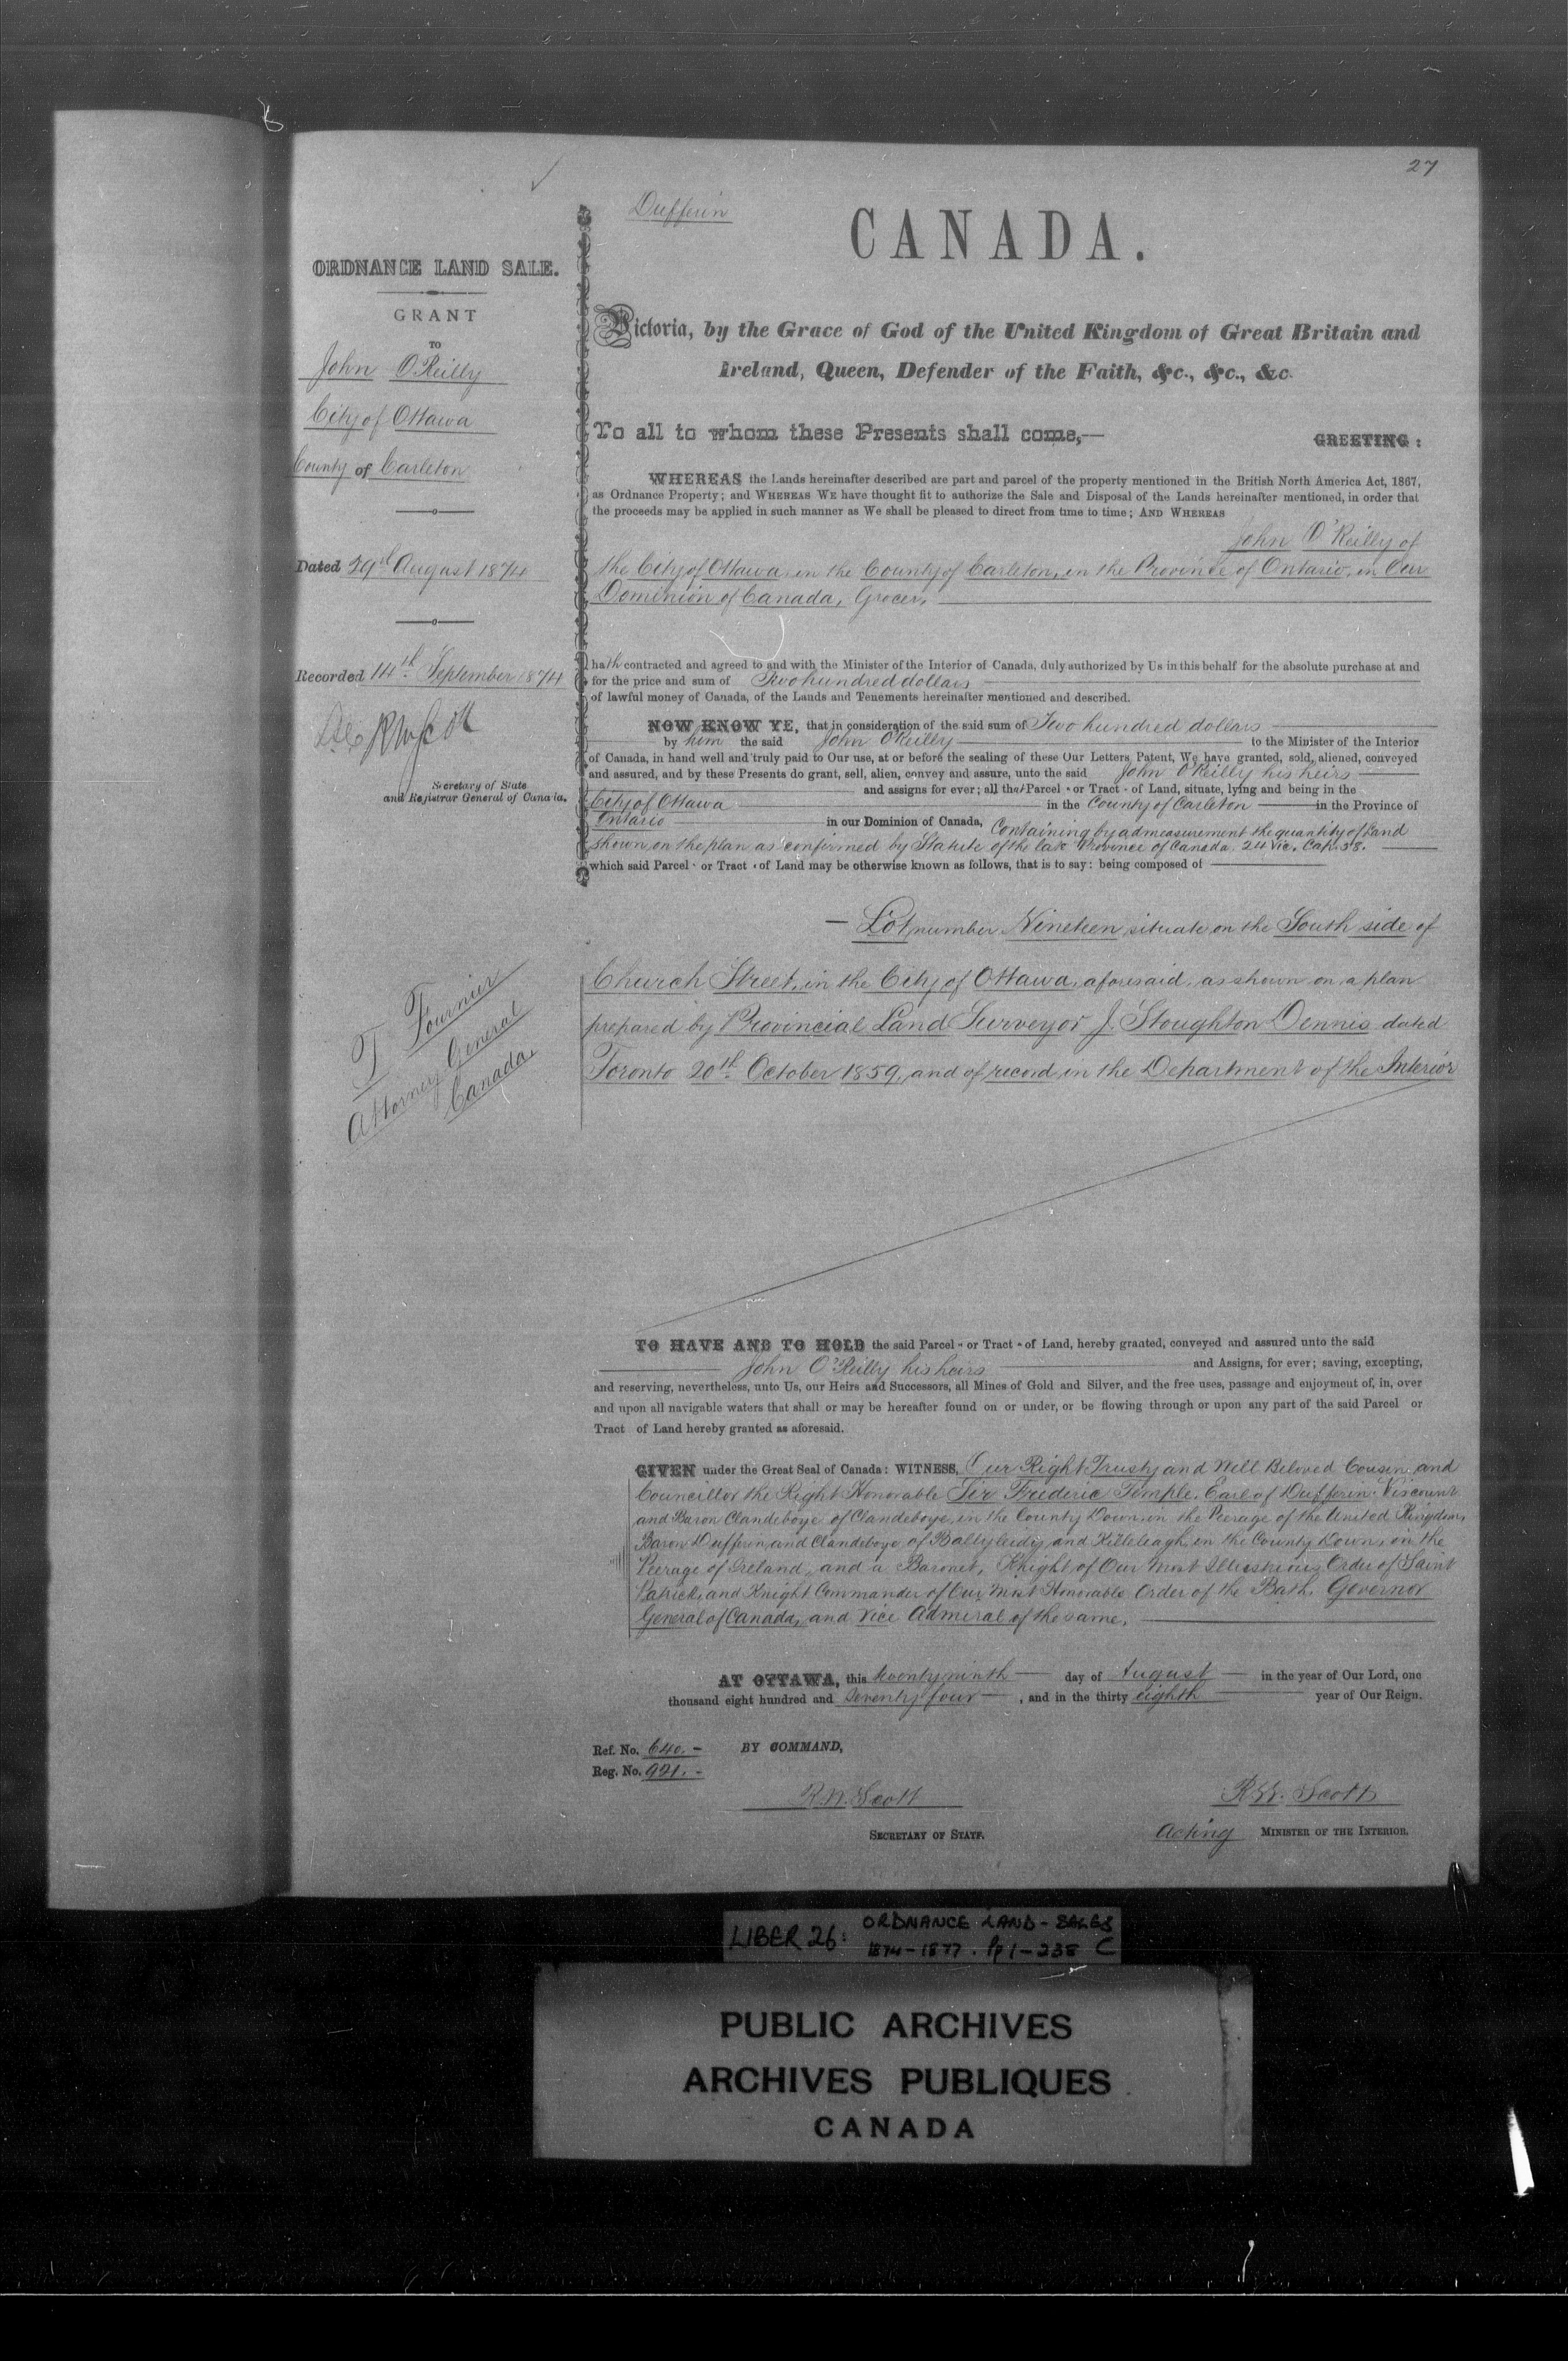 27
Dufferin
CANADA.
ORDNANCE LAND SALE.
GRANT
TO
John O'Reilly
City of Ottawa
County of Carleton
Dated 29th August 1874
Recorded 14th September 1874
Secretary of State
and Registrar General of Canada.
T Fournier
Attorney General
Canada.
Victoria, by the Grace of God of the United Kingdom of Great Britain and
Ireland, Queen, Defender of the Faith, &c., &c., &c.
To all to whom these Presents shall come,— GREETING:
WHEREAS the Lands hereinafter described are part and parcel of the property mentioned in the British North America Act, 1867,
as Ordnance Property; and WHEREAS WE have thought fit to authorize the Sale and Disposal of the Lands hereinafter mentioned, in order that
the proceeds may be applied in such manner as We shall be pleased to direct from time to time; AND WHEREAS
John O'Reilly of
the City of Ottawa, in the County of Carleton, in the Province of Ontario, in Our
Dominion of Canada, Grocer,
hath contracted and agreed to and with the Minister of the Interior of Canada, duly authorized by Us in this behalf for the absolute purchase at and
for the price and sum of Two hundred dollars
of lawful money of Canada, of the Lands and Tenements hereinafter mentioned and described.
NOW KNOW YE, that in consideration of the said sum of Two hundred dollars
by him the said John O'Reilly to the Minister of the Interior
of Canada, in hand well and truly paid to Our use, at or before the sealing of these Our Letters Patent, We have granted, sold, aliened, conveyed
and assured, and by these Presents do grant, sell, alien, convey and assure, unto the said John O'Reilly his heirs
and assigns for ever; all that Parcel or Tract of Land, situate, lying and being in the
City of Ottawa in the County of Carleton in the Province of
Ontario in our Dominion of Canada, Containing by admeasurement the quantity of Land
shown on the plan as confirmed by Statute of the late Province of Canada. 24 Vic. Cap. 58.
which said Parcel or Tract of Land may be otherwise known as follows, that is to say: being composed of
— Lot number Nineteen situate on the South side of
Church Street, in the City of Ottawa, aforesaid, as shown on a plan
prepared by Provincial Land Surveyor J. Stoughton Dennis dated
Toronto 20th October 1859, and of record in the Department of the Interior
TO HAVE AND TO HOLD the said Parcel or Tract of Land, hereby granted, conveyed and assured unto the said
John O'Reilly his heirs and Assigns, for ever; saving, excepting,
and reserving, nevertheless, unto Us, our Heirs and Successors, all Mines of Gold and Silver, and the free uses, passage and enjoyment of, in, over
and upon all navigable waters that shall or may be hereafter found on or under, or be flowing through or upon any part of the said Parcel or
Tract of Land hereby granted as aforesaid.
GIVEN under the Great Seal of Canada: WITNESS, Our Right Trusty and Well Beloved Cousin and
Councillor the Right Honorable Sir Frederic Temple, Earl of Dufferin. Viscount
and Baron Clandeboye of Clandeboye, in the County Down, in the Peerage of the United Kingdom,
Baron Dufferin and Clandeboye of Ballyleidy and Killeleagh, in the County Down, in the
Peerage of Ireland, and a Baronet, Knight of Our Most Illustrious Order of Saint
Patrick, and Knight Commander of Our Most Honorable Order of the Bath. Governor
General of Canada, and Vice Admiral of the same.
AT OTTAWA, this twenty ninth day of August in the year of Our Lord, one
thousand eight hundred and Seventy four, and in the thirty eighth year of Our Reign.
Ref. No. 640. - BY COMMAND,
Reg. No. 921. -
R.W. Scott R.W. Scott
SECRETARY OF STATE. Acting MINISTER OF THE INTERIOR.
LIBER 26: ORDNANCE LAND-SALES
1874-1877. Pp 1-238 C
PUBLIC ARCHIVES
ARCHIVES PUBLIQUES
CANADA